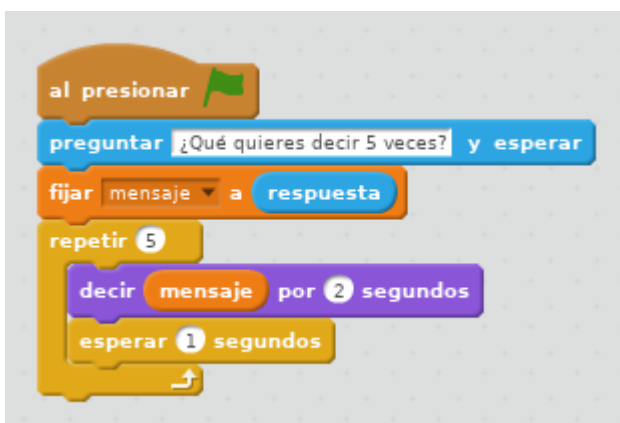 al presionar
preguntar ¿Qué quieres decir 5 veces? y esperar
fijar mensaje a respuesta
repetir 5
decir mensaje por 2 segundos
esperar 1 segundos